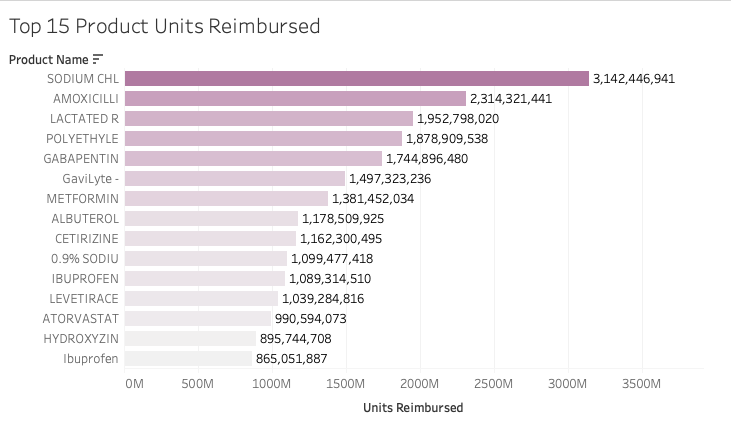 Top 15 Product Units Reimbursed
Product Name
SODIUM CHL 3,142,446,941
AMOXICILLI 2,314,321,441
LACTATED R 1,952,798,020
POLYETHYLE 1,878,909,538
GABAPENTIN 1,744,896,480
GaviLyte - 1,497,323,236
METFORMIN 1,381,452,034
ALBUTEROL 1,178,509,925
CETIRIZINE 1,162,300,495
0.9% SODIU 1,099,477,418
IBUPROFEN 1,089,314,510
LEVETIRACE 1,039,284,816
ATORVASTAT 990,594,073
HYDROXYZIN 895,744,708
Ibuprofen 865,051,887
0M 500M 1000M 1500M 2000M 2500M 3000M 3500M
Units Reimbursed